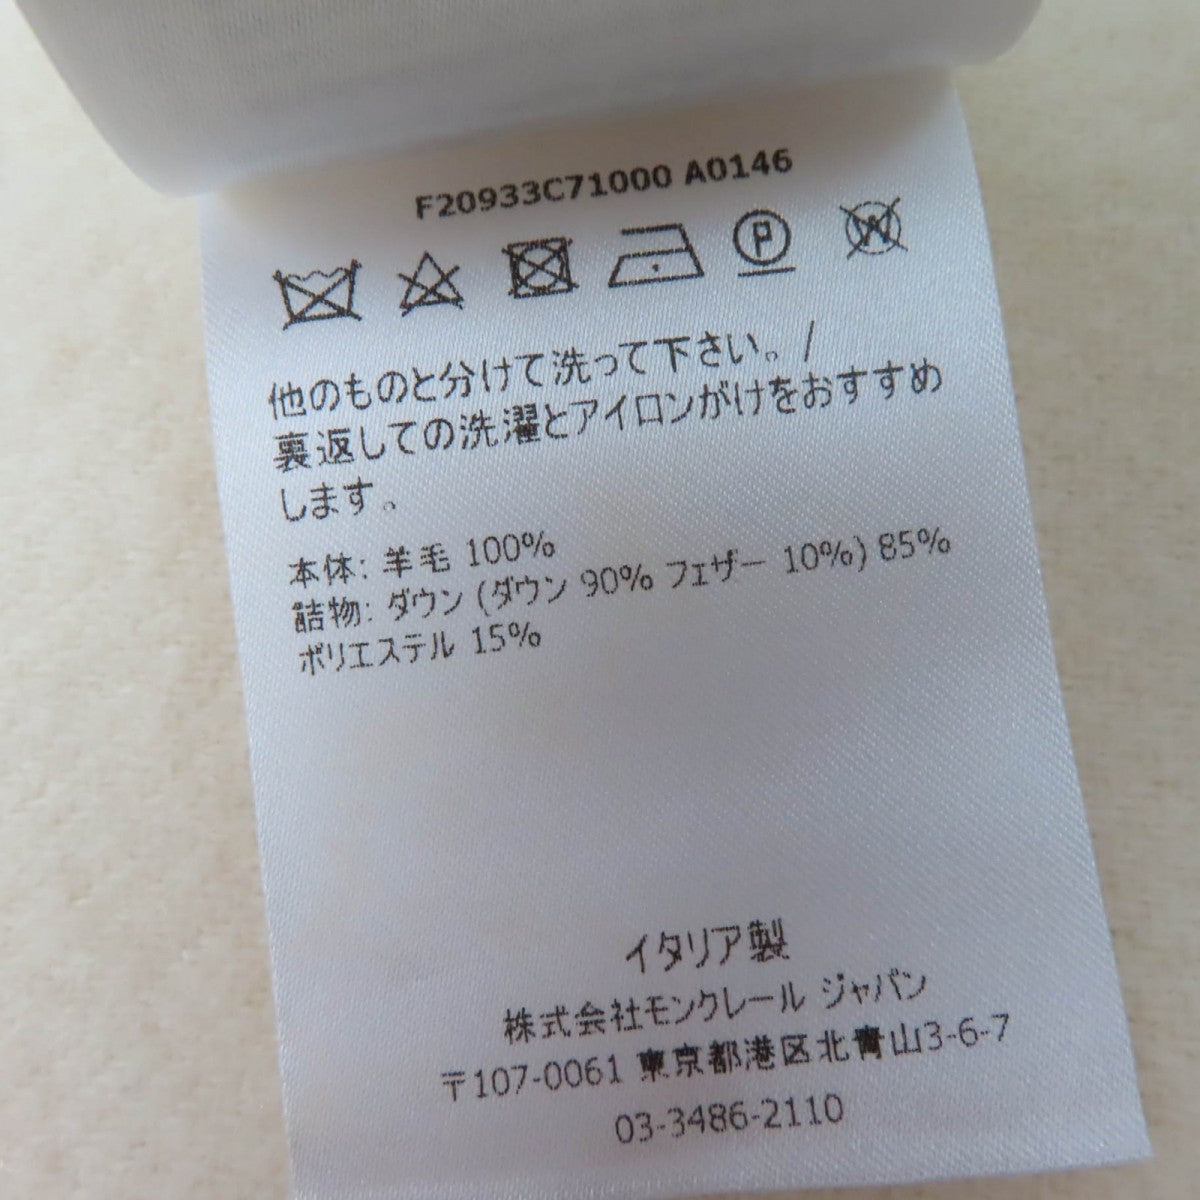 F20933C71000 A0146
P W
他のものと分けて洗って下さい。/
裏返しての洗濯とアイロンがけをおすすめ
します。
本体: 羊毛 100%
詰物: ダウン (ダウン 90% フェザー 10%) 85%
ポリエステル 15%
イタリア製
株式会社モンクレール ジャパン
〒107-0061 東京都港区北青山3-6-7
03-3486-2110